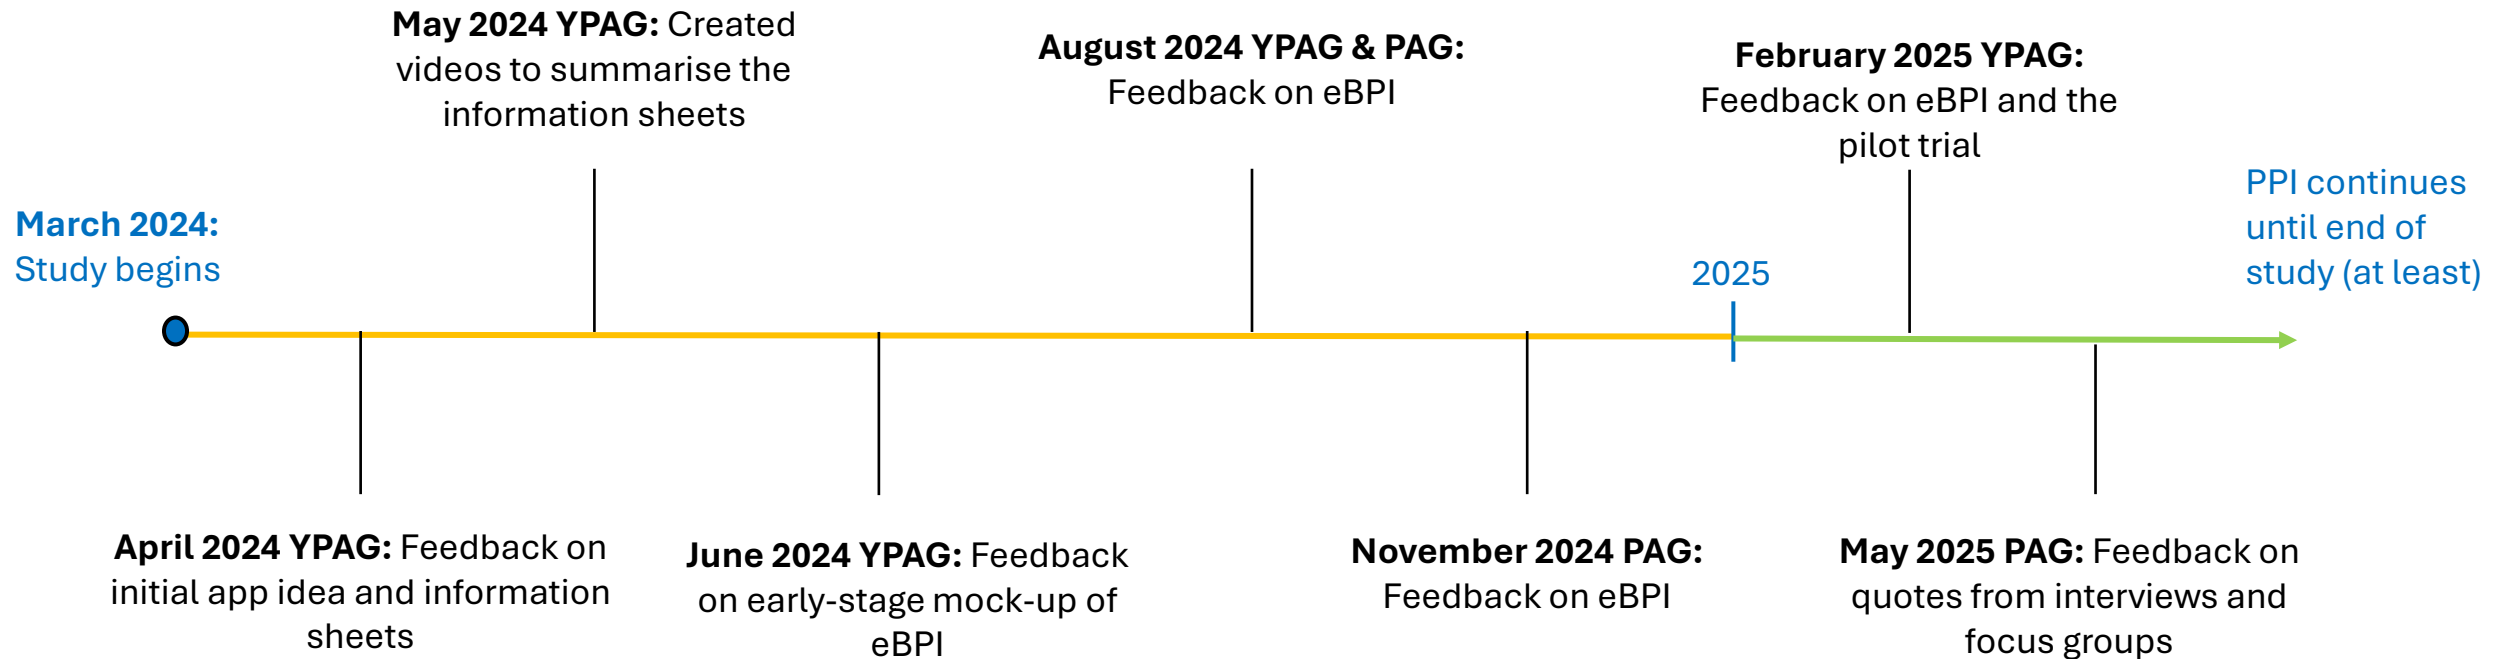 March 2024:
Study begins
April 2024 YPAG: Feedback on
initial app idea and information
sheets
May 2024 YPAG: Created
videos to summarise the
information sheets
June 2024 YPAG: Feedback
on early-stage mock-up of
eBPI
August 2024 YPAG & PAG:
Feedback on eBPI
November 2024 PAG:
Feedback on eBPI
2025
February 2025 YPAG:
Feedback on eBPI and the
pilot trial
May 2025 PAG: Feedback on
quotes from interviews and
focus groups
PPI continues
until end of
study (at least)